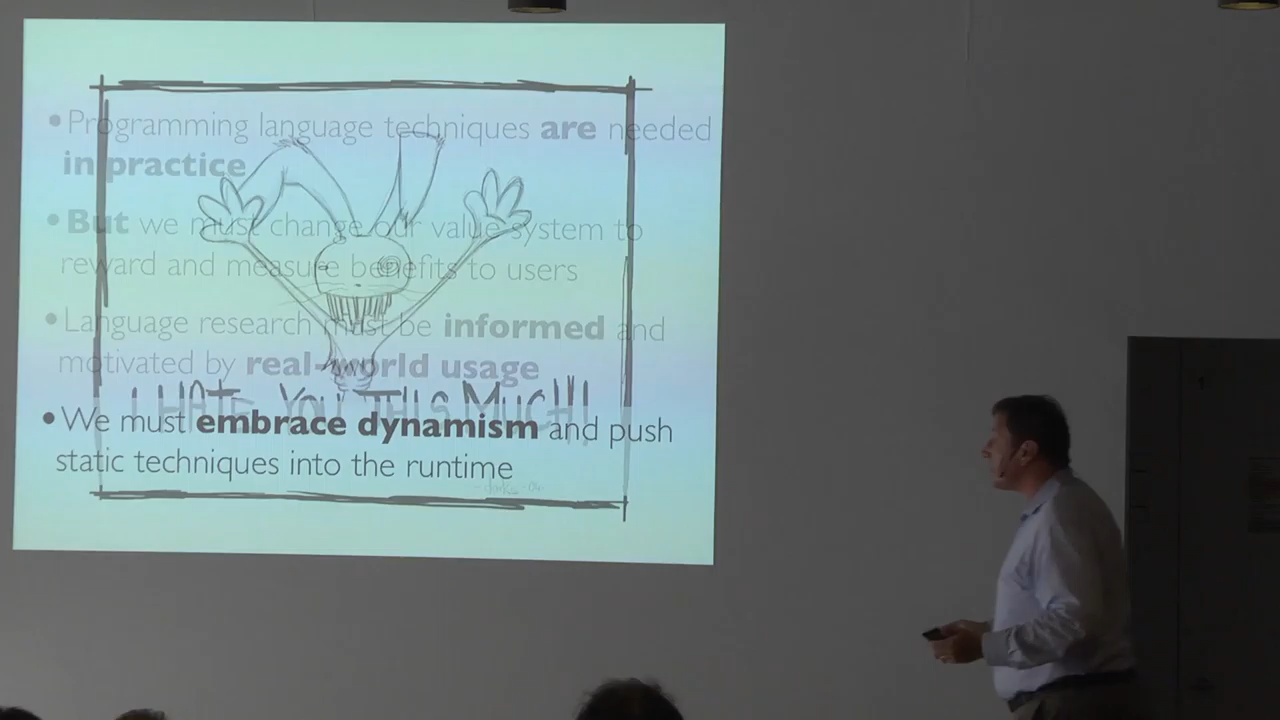 •Programming language techniques are needed
in practice
•But we must change our value system to
reward and measure benefits to users
•Language research must be informed and
motivated by real-world usage
I HATE YOU THIS MUCH!!!
•We must embrace dynamism and push
static techniques into the runtime